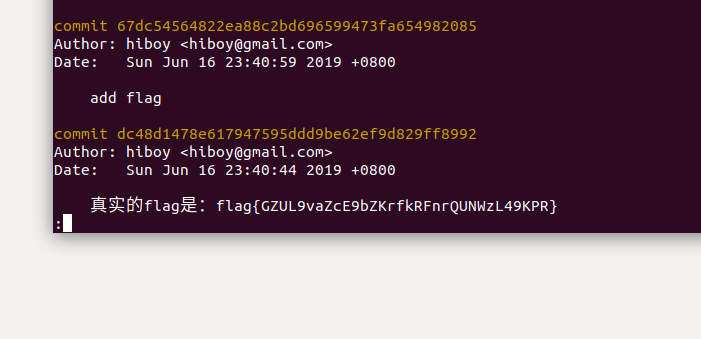 commit 67dc54564822ea88c2bd696599473fa654982085
Author: hiboy <hiboy@gmail.com>
Date:   Sun Jun 16 23:40:59 2019 +0800
    add flag
commit dc48d1478e617947595ddd9be62ef9d829ff8992
Author: hiboy <hiboy@gmail.com>
Date:   Sun Jun 16 23:40:44 2019 +0800
    真实的flag是：flag{GZUL9vaZcE9bZKrfkRFnrQUNWzL49KPR}
: